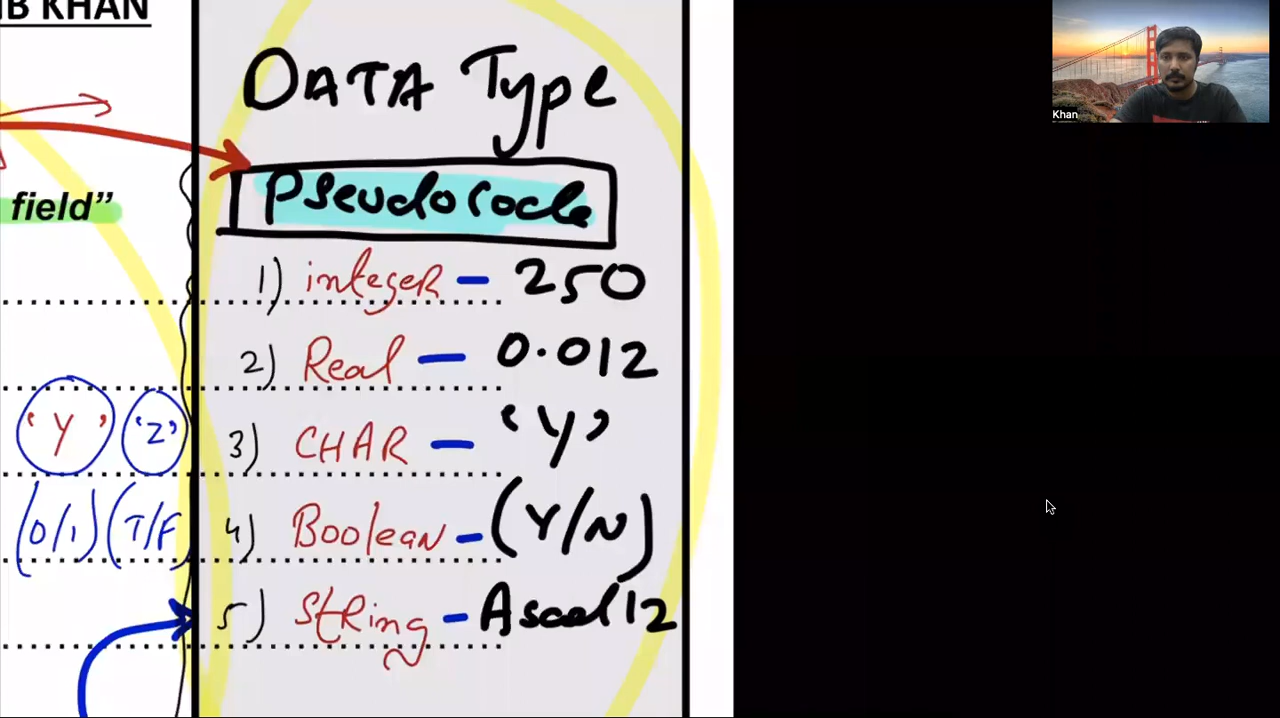 IB KHAN
DATA Type
Pseudocode
field”
1) integer – 250
2) Real – 0.012
‘Y’ ‘Z’ 3) CHAR – ‘Y’
(0/1) (T/F 4) Boolean – (Y/N)
5) String –
Khan